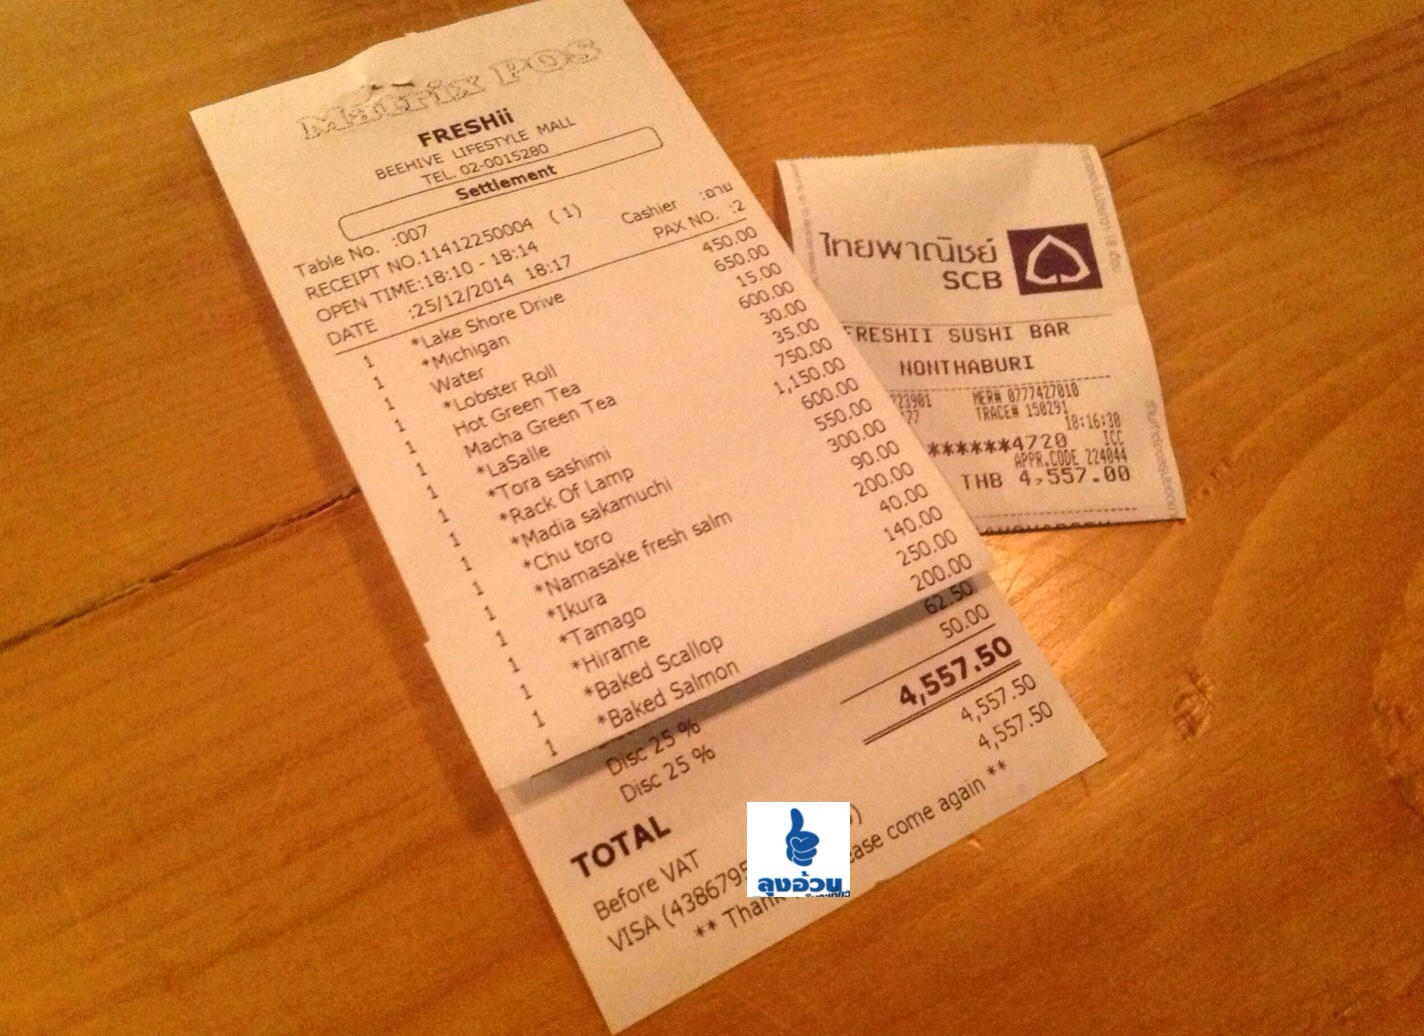 Matrix POS
FRESHii
BEEHIVE LIFESTYLE MALL
TEL. 02-0015280
Settlement
Table No. :007 Cashier :อาย
RECEIPT NO.11412250004 (1) PAX NO. :2
OPEN TIME:18:10 - 18:14
DATE :25/12/2014 18:17
1 *Lake Shore Drive 450.00
1 *Michigan 650.00
1 Water 15.00
1 *Lobster Roll 600.00
1 Hot Green Tea 30.00
1 Macha Green Tea 35.00
1 *LaSalle 750.00
1 *Tora sashimi 1,150.00
1 *Rack Of Lamp 600.00
1 *Madia sakamuchi 550.00
1 *Chu toro 300.00
1 *Namasake fresh salm 90.00
1 *Ikura 200.00
1 *Tamago 40.00
1 *Hirame 140.00
1 *Baked Scallop 250.00
1 *Baked Salmon 200.00
Disc 25 % 62.50
Disc 25 % 50.00
TOTAL 4,557.50
Before VAT 4,557.50
VISA (4386795 4,557.50
** Thank ease come again **
ลุงอ้วน
ไทยพาณิชย์
SCB
FRESHII SUSHI BAR
NONTHABURI
23901 MER# 0777427010
177 TRACE# 150291
18:16:30
******4720 ICC
APPR.CODE 224044
THB 4,557.00